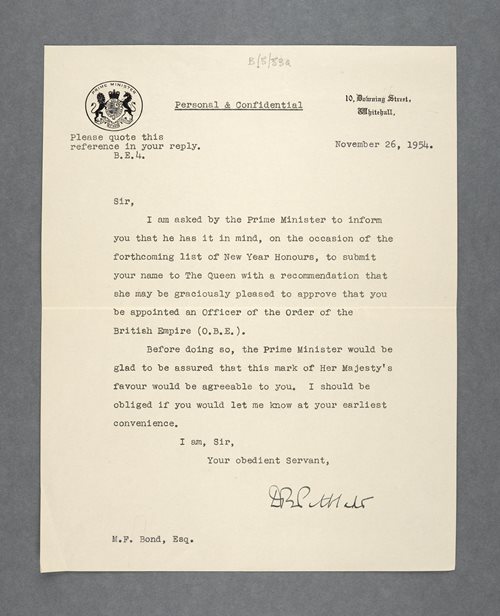 B/5/88a
PRIME MINISTER
Personal & Confidential
10, Downing Street,
Whitehall.
Please quote this
reference in your reply.
B.E.4.
November 26, 1954.
Sir,
I am asked by the Prime Minister to inform
you that he has it in mind, on the occasion of the
forthcoming list of New Year Honours, to submit
your name to The Queen with a recommendation that
she may be graciously pleased to approve that you
be appointed an Officer of the Order of the
British Empire (O.B.E.).
Before doing so, the Prime Minister would be
glad to be assured that this mark of Her Majesty's
favour would be agreeable to you. I should be
obliged if you would let me know at your earliest
convenience.
I am, Sir,
Your obedient Servant,
M.F. Bond, Esq.